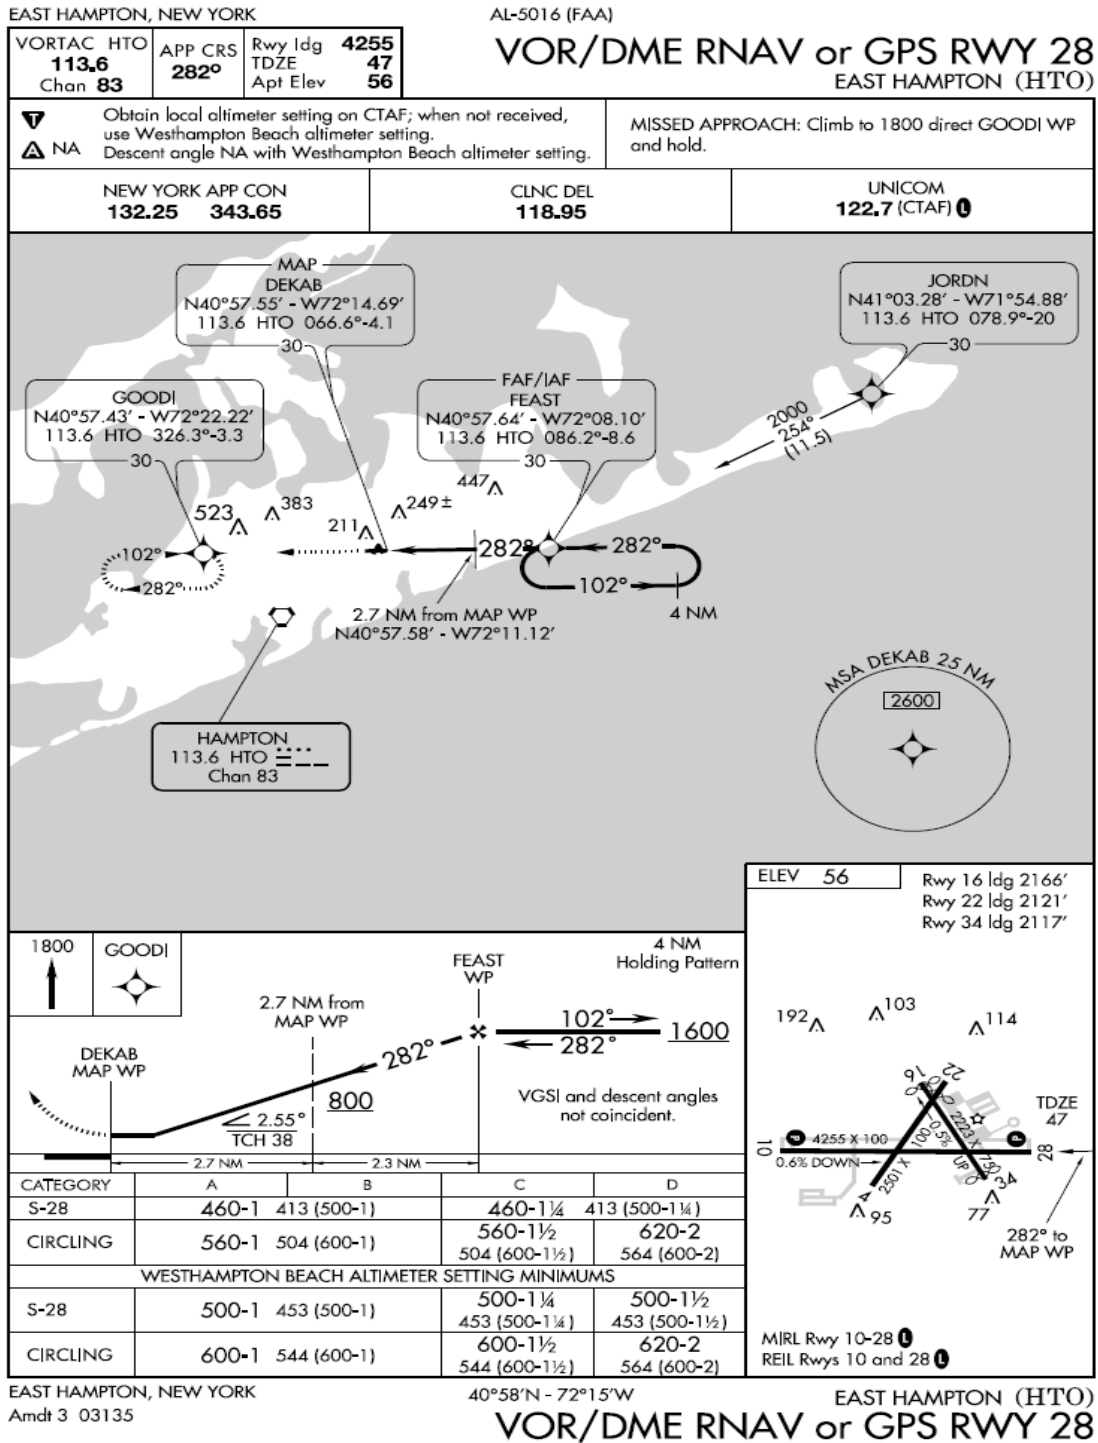 EAST HAMPTON, NEW YORK
AL-5016 (FAA)
VOR/DME RNAV or GPS RWY 28
EAST HAMPTON (HTO)
VORTAC HTO
113.6
Chan 83
APP CRS
282°
Rwy ldg 4255
TDZE 47
Apt Elev 56
T
A NA
Obtain local altimeter setting on CTAF; when not received,
use Westhampton Beach altimeter setting.
Descent angle NA with Westhampton Beach altimeter setting.
MISSED APPROACH: Climb to 1800 direct GOODI WP
and hold.
NEW YORK APP CON
132.25 343.65
CLNC DEL
118.95
UNICOM
122.7 (CTAF) L
MAP
DEKAB
N40°57.55′ - W72°14.69′
113.6 HTO 066.6°-4.1
30
JORDN
N41°03.28′ - W71°54.88′
113.6 HTO 078.9°-20
30
GOODI
N40°57.43′ - W72°22.22′
113.6 HTO 326.3°-3.3
30
FAF/IAF
FEAST
N40°57.64′ - W72°08.10′
113.6 HTO 086.2°-8.6
30
2000
254°
(11.5)
447
523
383
249±
211
102°
282°
282°
282°
102°
4 NM
2.7 NM from MAP WP
N40°57.58′ - W72°11.12′
HAMPTON
113.6 HTO
Chan 83
MSA DEKAB 25 NM
2600
ELEV 56
Rwy 16 ldg 2166′
Rwy 22 ldg 2121′
Rwy 34 ldg 2117′
192
103
114
16
22
TDZE
47
10
P
4255 X 100
P
28
0.6% DOWN
2501 X 100
0.5%
UP
2223 X 750
34
95
77
282° to
MAP WP
MIRL Rwy 10-28 L
REIL Rwys 10 and 28 L
1800
GOODI
FEAST
WP
4 NM
Holding Pattern
2.7 NM from
MAP WP
DEKAB
MAP WP
282°
102°
282°
1600
800
2.55°
TCH 38
VGSI and descent angles
not coincident.
2.7 NM
2.3 NM
CATEGORY A B C D
S-28 460-1 413 (500-1) 460-1¼ 413 (500-1¼)
CIRCLING 560-1 504 (600-1) 560-1½ 504 (600-1½) 620-2 564 (600-2)
WESTHAMPTON BEACH ALTIMETER SETTING MINIMUMS
S-28 500-1 453 (500-1) 500-1¼ 453 (500-1¼) 500-1½ 453 (500-1½)
CIRCLING 600-1 544 (600-1) 600-1½ 544 (600-1½) 620-2 564 (600-2)
EAST HAMPTON, NEW YORK
Amdt 3 03135
40°58′N - 72°15′W
EAST HAMPTON (HTO)
VOR/DME RNAV or GPS RWY 28